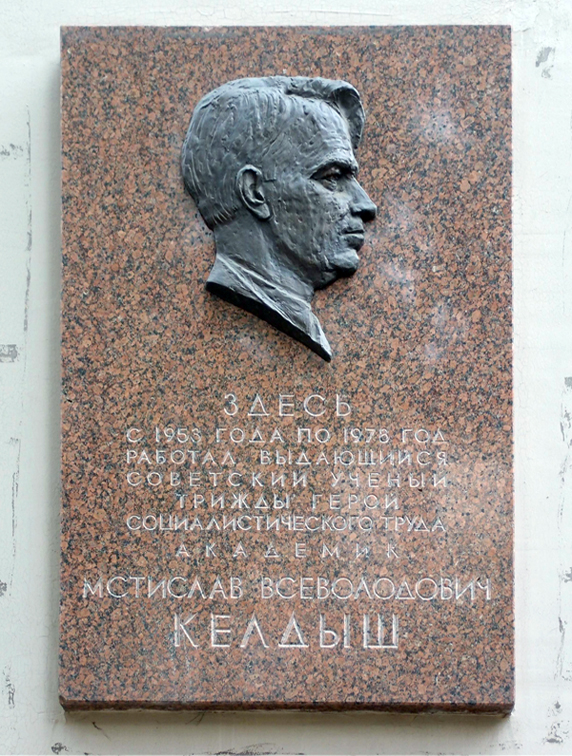 ЗДЕСЬ
С 1953 ГОДА ПО 1978 ГОД
РАБОТАЛ ВЫДАЮЩИЙСЯ
СОВЕТСКИЙ УЧЕНЫЙ
ТРИЖДЫ ГЕРОЙ
СОЦИАЛИСТИЧЕСКОГО ТРУДА
АКАДЕМИК
МСТИСЛАВ ВСЕВОЛОДОВИЧ
КЕЛДЫШ